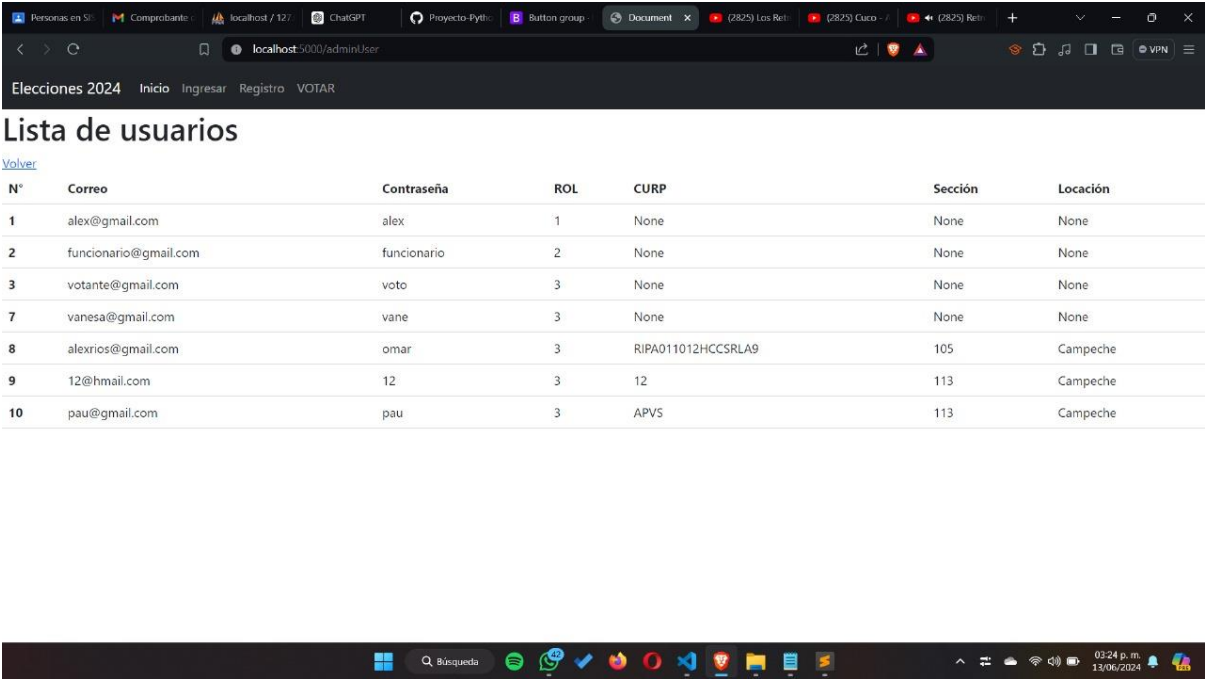 Personas en SI
Comprobante d
localhost / 127
ChatGPT
Proyecto-Pytho
Button group ·
Document
(2825) Los Retr
(2825) Cuco - A
(2825) Retr
localhost:5000/adminUser
VPN
Elecciones 2024 Inicio Ingresar Registro VOTAR
Lista de usuarios
Volver
N° Correo Contraseña ROL CURP Sección Locación
1 alex@gmail.com alex 1 None None None
2 funcionario@gmail.com funcionario 2 None None None
3 votante@gmail.com voto 3 None None None
7 vanesa@gmail.com vane 3 None None None
8 alexrios@gmail.com omar 3 RIPA011012HCCSRLA9 105 Campeche
9 12@hmail.com 12 3 12 113 Campeche
10 pau@gmail.com pau 3 APVS 113 Campeche
Búsqueda
42
03:24 p. m.
13/06/2024